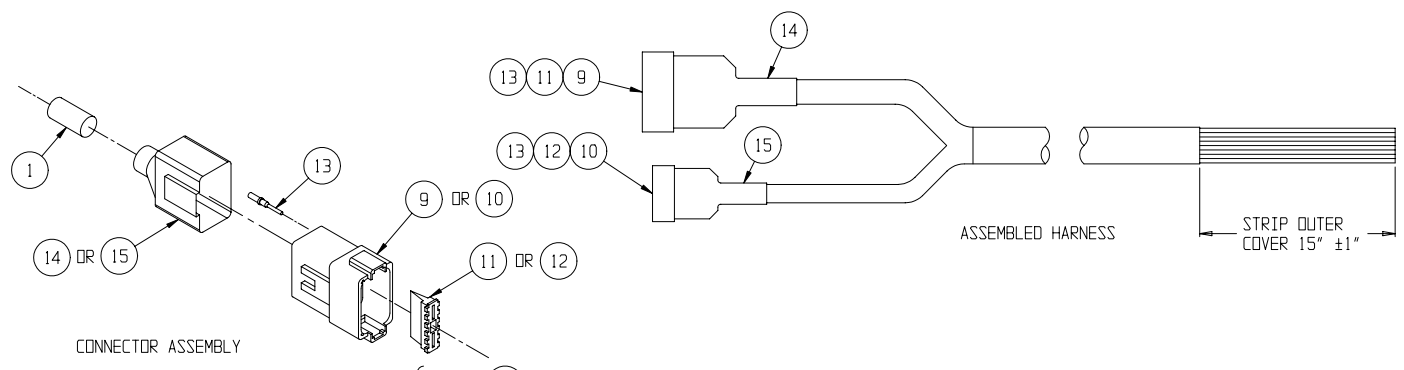 14
13 11 9
1
13
13 12 10
15
9 OR 10
14 OR 15
11 OR 12
ASSEMBLED HARNESS
STRIP OUTER
COVER 15" ±1"
CONNECTOR ASSEMBLY